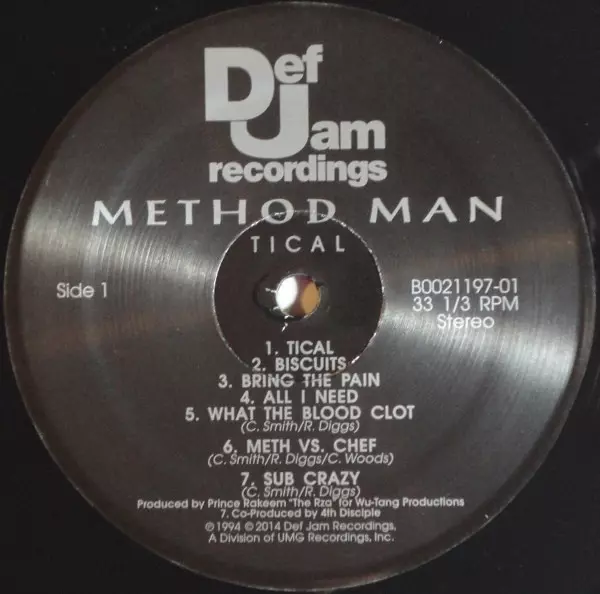 Def
Jam
recordings
METHOD MAN
TICAL
Side 1
B0021197-01
33 1/3 RPM
Stereo
1. TICAL
2. BISCUITS
3. BRING THE PAIN
4. ALL I NEED
5. WHAT THE BLOOD CLOT
(C. Smith/R. Diggs)
6. METH VS. CHEF
(C. Smith/R. Diggs/C. Woods)
7. SUB CRAZY
(C. Smith/R. Diggs)
Produced by Prince Rakeem "The Rza" for Wu-Tang Productions
7. Co-Produced by 4th Disciple
℗ 1994 © 2014 Def Jam Recordings,
A Division of UMG Recordings, Inc.